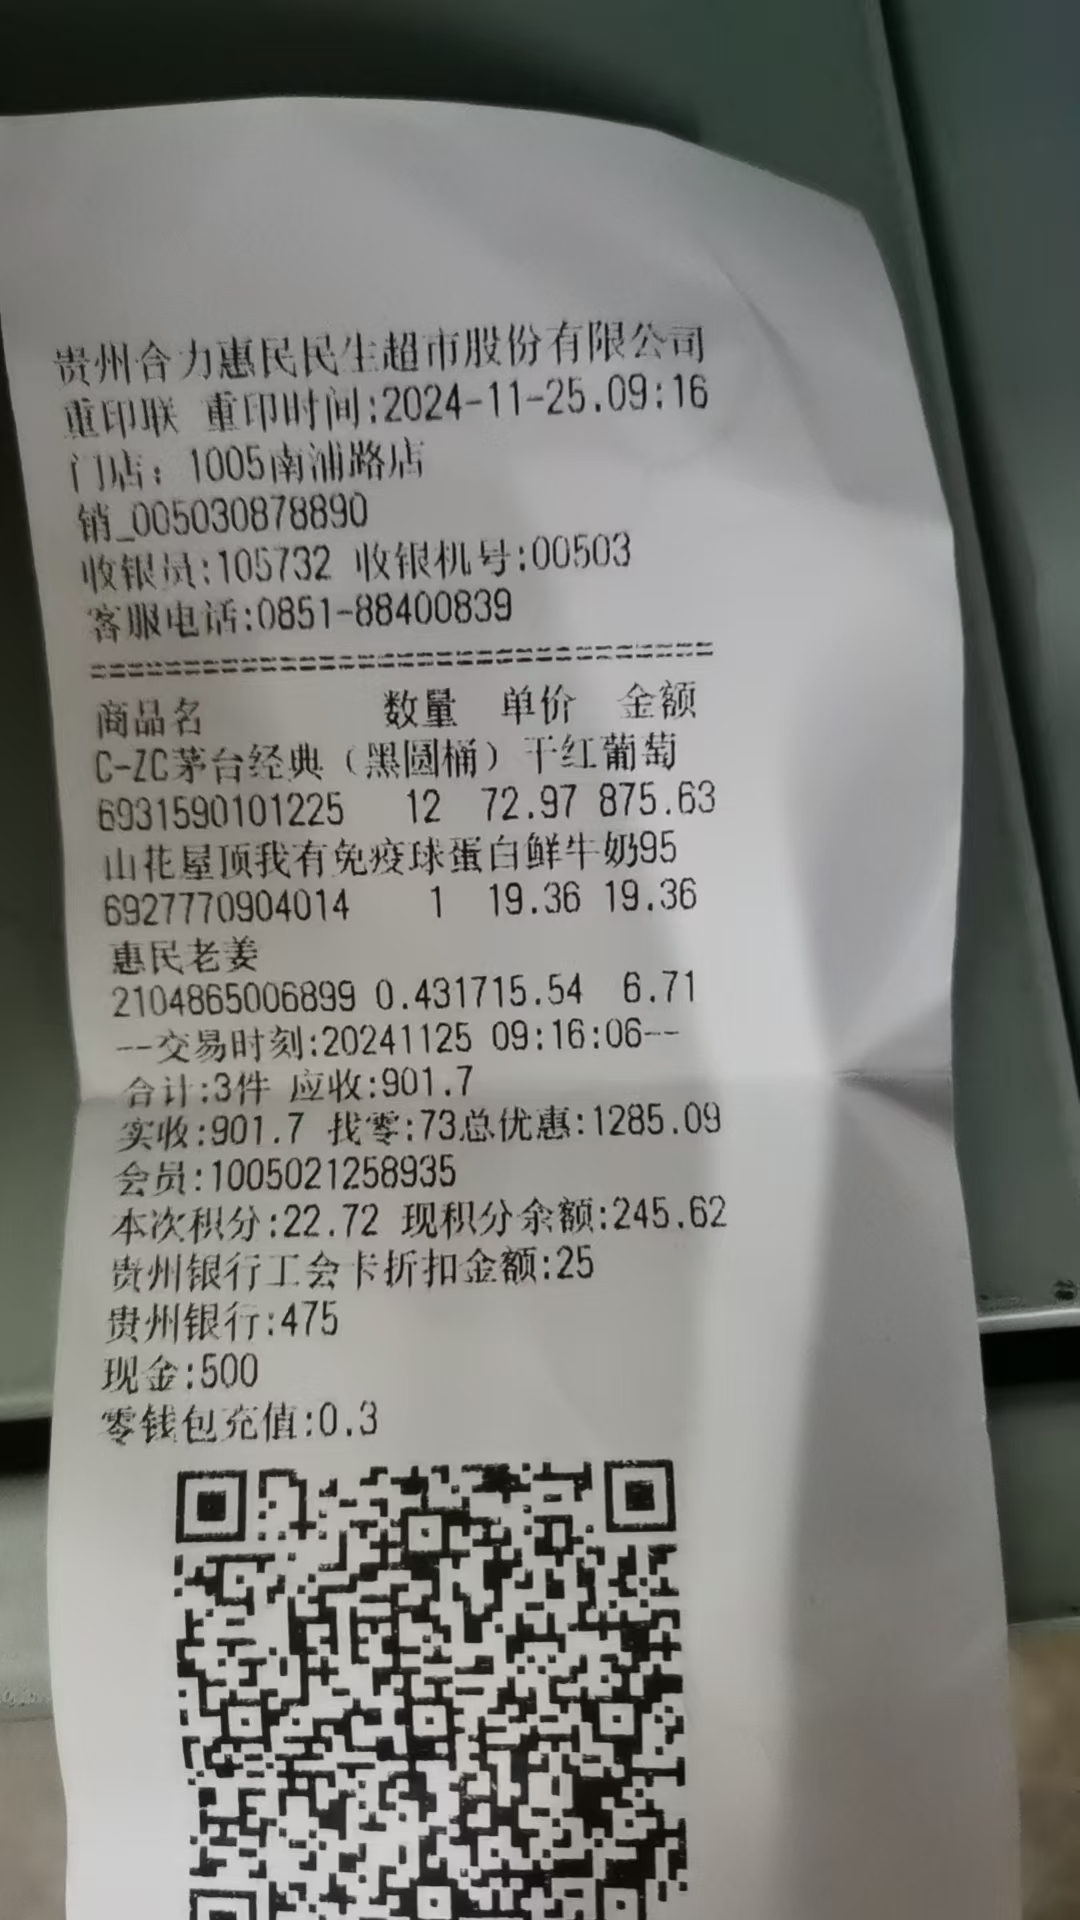 贵州合力惠民民生超市股份有限公司
重印联 重印时间:2024-11-25.09:16
门店：1005南浦路店
销_005030878890
收银员:105732 收银机号:00503
客服电话:0851-88400839
================================
商品名 数量 单价 金额
C-ZC茅台经典（黑圆桶）干红葡萄
6931590101225 12 72.97 875.63
山花屋顶我有免疫球蛋白鲜牛奶95
6927770904014 1 19.36 19.36
惠民老姜
2104865006899 0.431715.54 6.71
--交易时刻:20241125 09:16:06--
合计:3件 应收:901.7
实收:901.7 找零:73总优惠:1285.09
会员:1005021258935
本次积分:22.72 现积分余额:245.62
贵州银行工会卡折扣金额:25
贵州银行:475
现金:500
零钱包充值:0.3